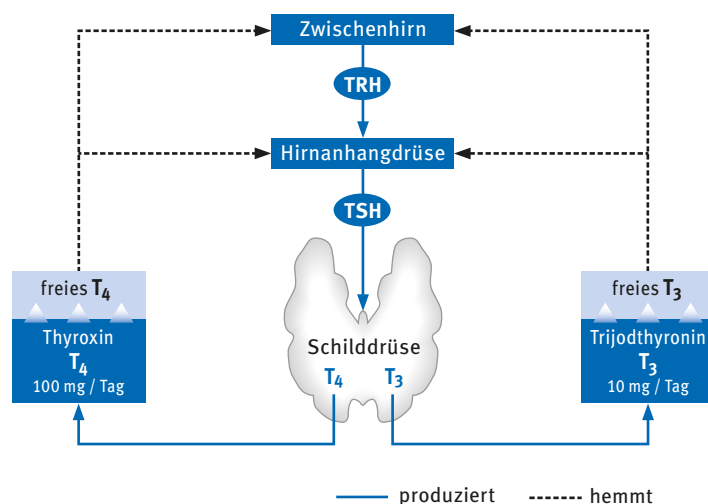 Zwischenhirn
TRH
Hirnanhangdrüse
TSH
freies T4
Thyroxin
T4
100 mg / Tag
Schilddrüse
T4 T3
freies T3
Trijodthyronin
T3
10 mg / Tag
produziert hemmt